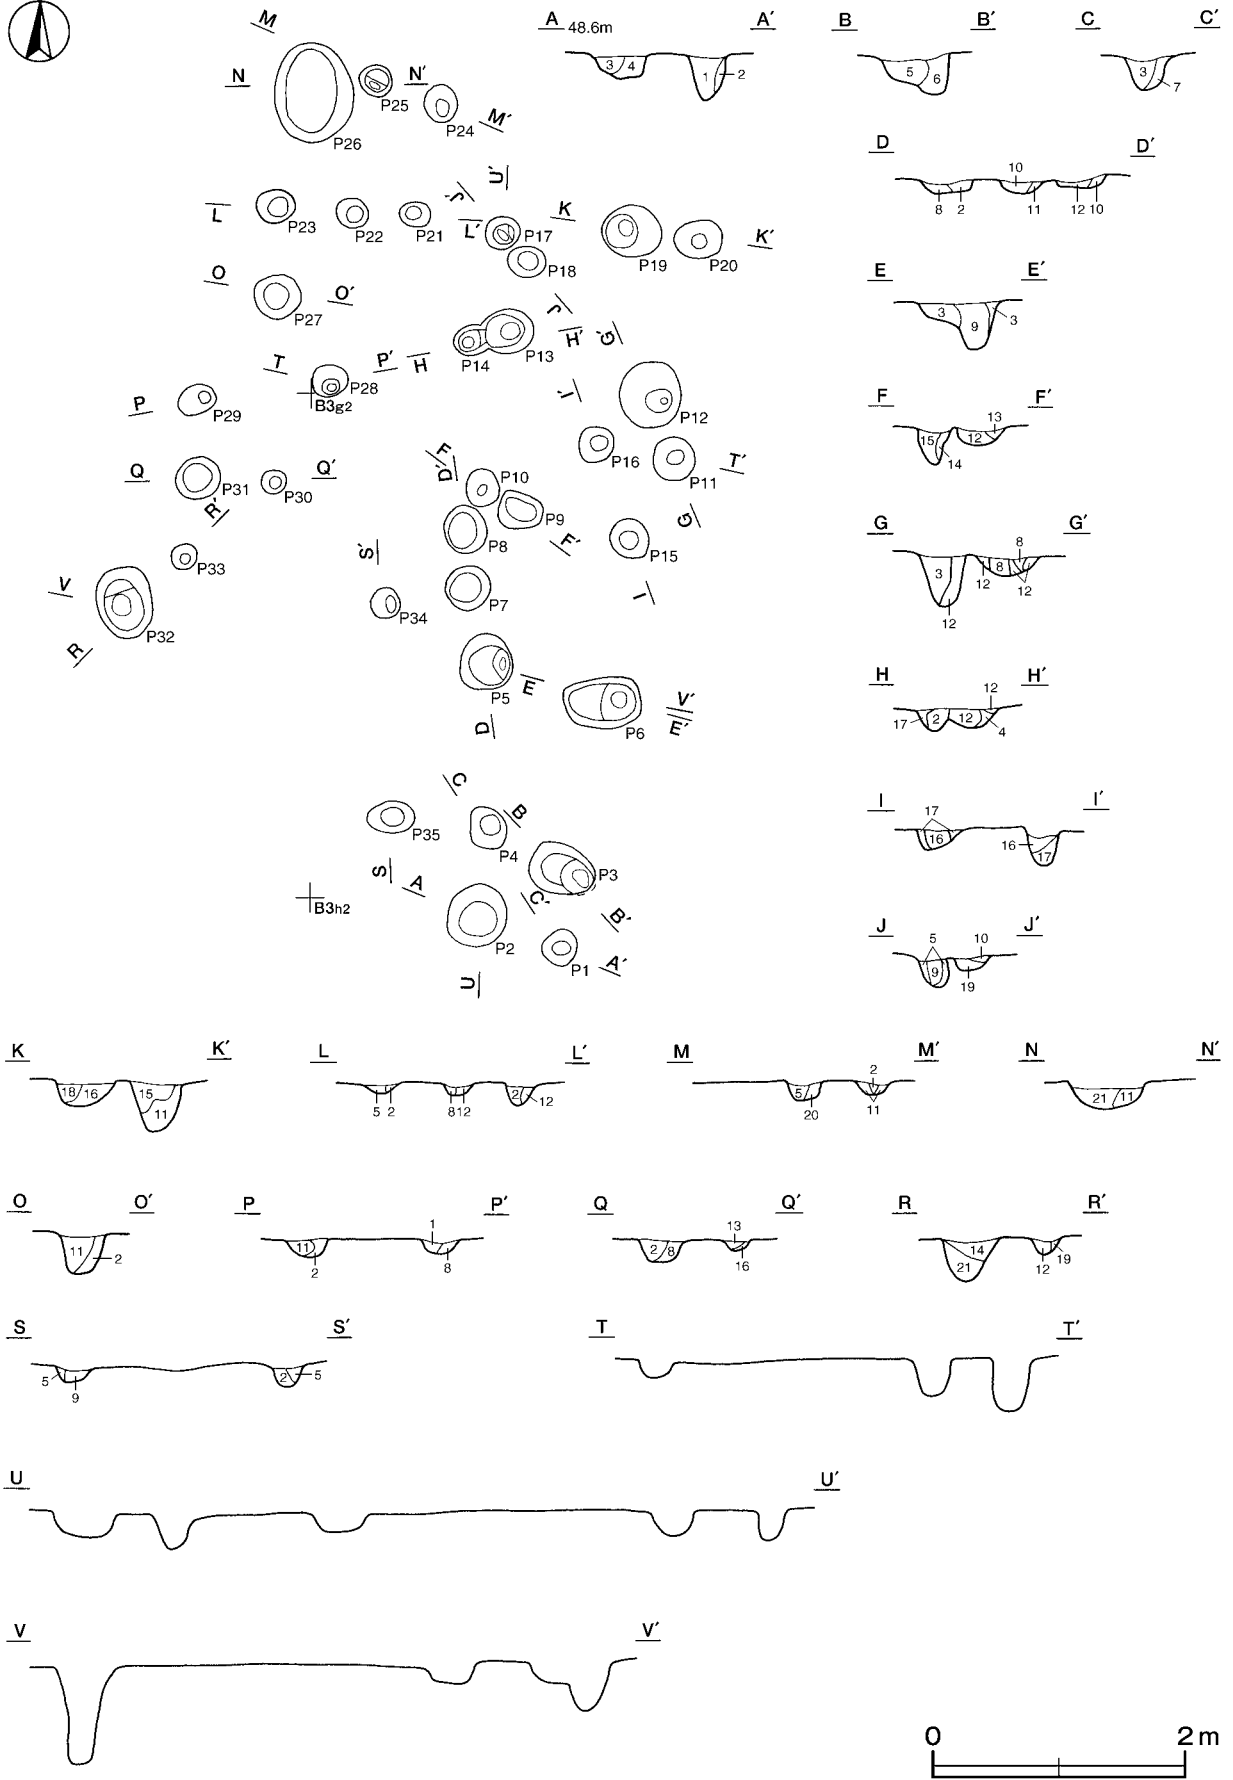 M
A 48.6m A′ B B′ C C′
3 4 1 2 5 6 3 7
N N′
P25
P24
M′
P26
D D′
10
8 2 11 12 10
U′
J′
L P23 P22 P21 L′ P17 K K′
P18 P19 P20
O O′
P27
E E′
3 9 3
J
H′ G′
P14 P13
T P′ H
P28
B3g2
P P29
I′
P12
F F′
13
15 12
14
P16
P11 T′
Q P31 P30 Q′
R′
F
D′ P10
P9
P8 F′
G
P15
G G′
8
3 8
12 12
12
S′
P33
V
P7
I
P34
P32
R
H H′
12
17 2 12 4
P5 E
V′
E′
P6
D
I I′
17
16 16 17
C
B
P35
P4
P3
S A C′ B′
B3h2
P2
P1 A′
U
J J′
5 10
9
19
K K′ L L′ M M′ N N′
18 16 15 11
5 2 8 12 2 12
5 20 2 11
21 11
O O′ P P′ Q Q′ R R′
11 2
11 2 1 8
2 8 13 16
14 21 12 19
S S′ T T′
5 9 2 5
U U′
V V′
0 2m